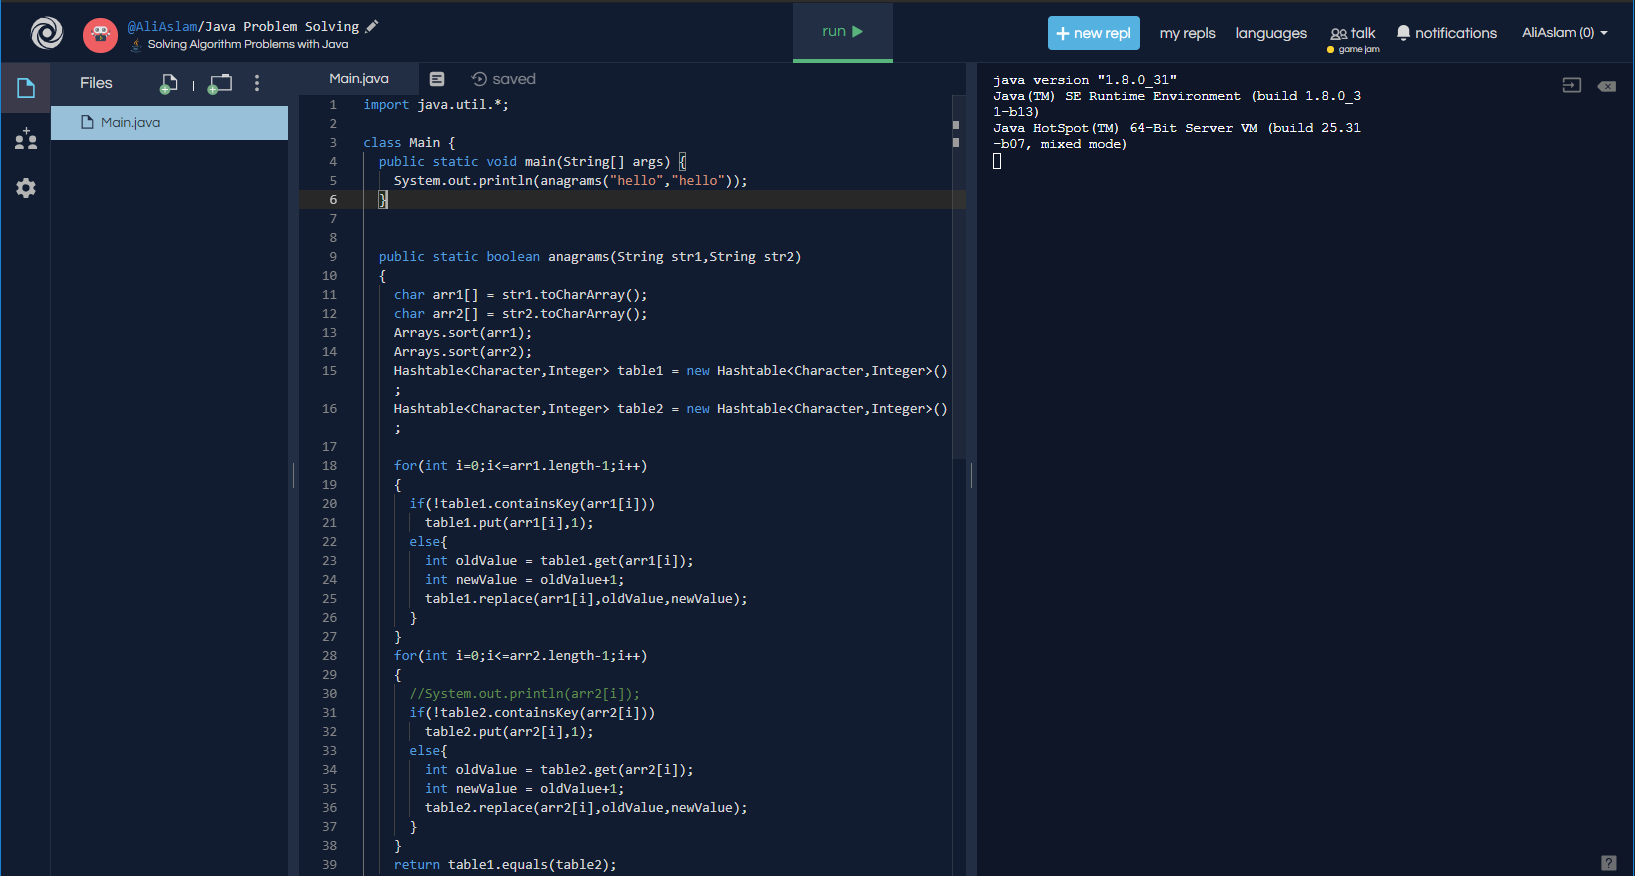 @AliAslam/Java Problem Solving
Solving Algorithm Problems with Java
run
+ new repl
my repls
languages
talk
game jam
notifications
AliAslam (0)
Files
Main.java
Main.java
saved
1 import java.util.*;
2
3 class Main {
4 public static void main(String[] args) {
5 System.out.println(anagrams("hello","hello"));
6 }
7
8
9 public static boolean anagrams(String str1,String str2)
10 {
11 char arr1[] = str1.toCharArray();
12 char arr2[] = str2.toCharArray();
13 Arrays.sort(arr1);
14 Arrays.sort(arr2);
15 Hashtable<Character,Integer> table1 = new Hashtable<Character,Integer>()
;
16 Hashtable<Character,Integer> table2 = new Hashtable<Character,Integer>()
;
17
18 for(int i=0;i<=arr1.length-1;i++)
19 {
20 if(!table1.containsKey(arr1[i]))
21 table1.put(arr1[i],1);
22 else{
23 int oldValue = table1.get(arr1[i]);
24 int newValue = oldValue+1;
25 table1.replace(arr1[i],oldValue,newValue);
26 }
27 }
28 for(int i=0;i<=arr2.length-1;i++)
29 {
30 //System.out.println(arr2[i]);
31 if(!table2.containsKey(arr2[i]))
32 table2.put(arr2[i],1);
33 else{
34 int oldValue = table2.get(arr2[i]);
35 int newValue = oldValue+1;
36 table2.replace(arr2[i],oldValue,newValue);
37 }
38 }
39 return table1.equals(table2);
java version "1.8.0_31"
Java(TM) SE Runtime Environment (build 1.8.0_3
1-b13)
Java HotSpot(TM) 64-Bit Server VM (build 25.31
-b07, mixed mode)
?